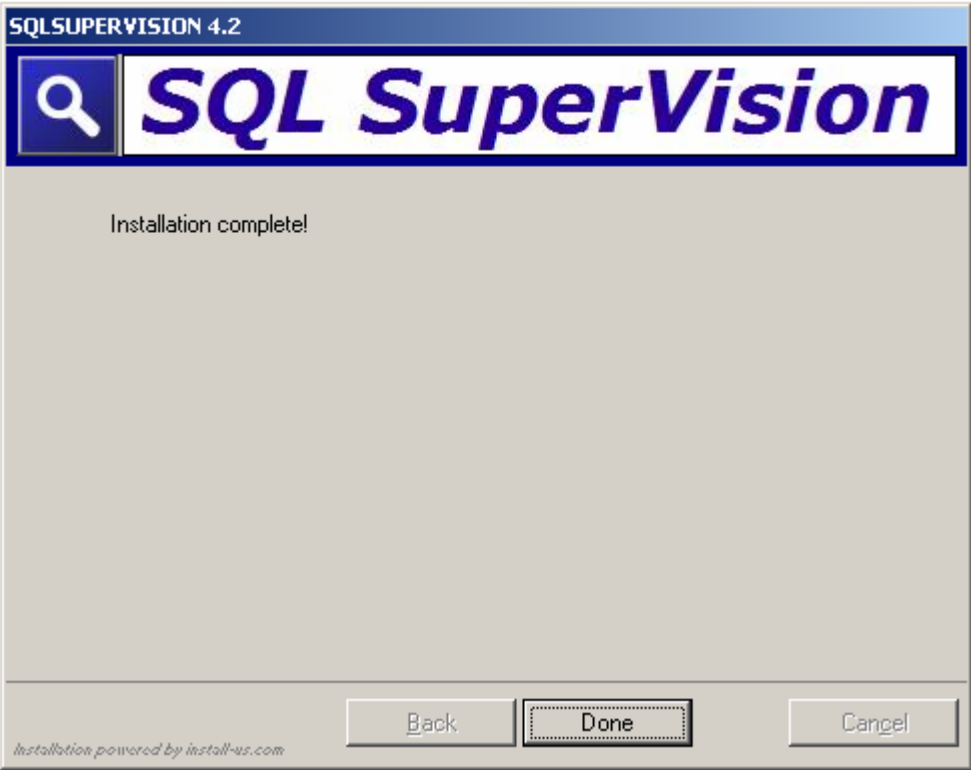 SQLSUPERVISION 4.2
SQL SuperVision
Installation complete!
Back
Done
Cancel
Installation powered by install-us.com